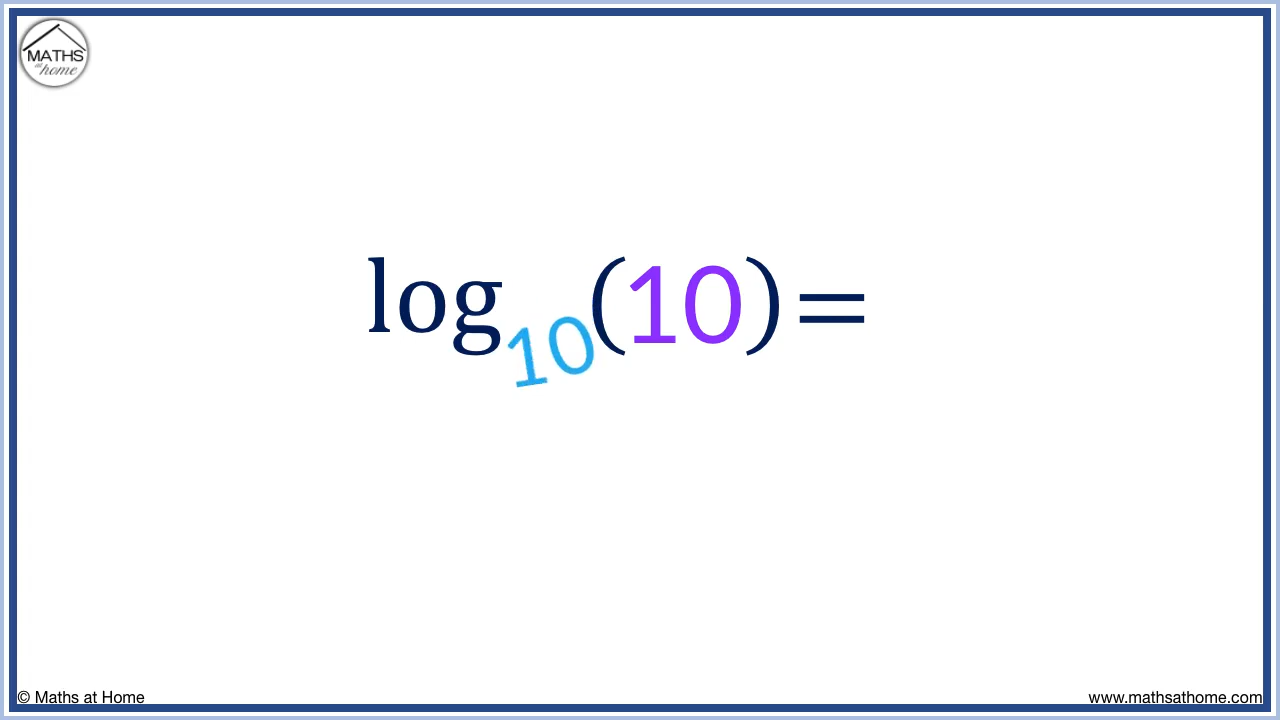 MATHS
at home
log₁₀(10)=
© Maths at Home
www.mathsathome.com